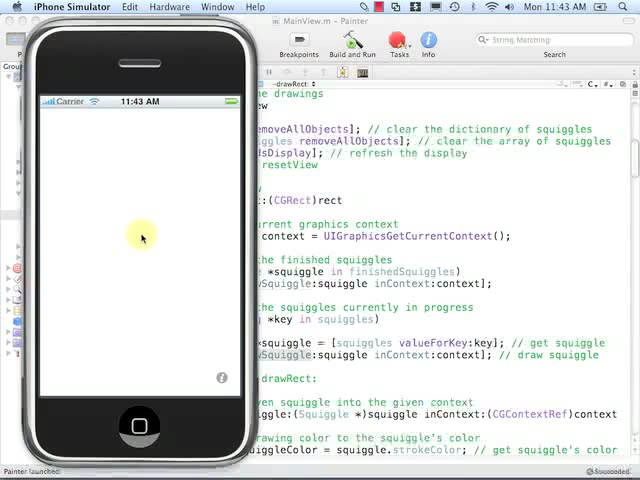 iPhone Simulator Edit Hardware Window Help Mon 11:43 AM
MainView.m - Painter
String Matching
Breakpoints Build and Run Tasks Info Search
Grou
-drawRect:
Carrier 11:43 AM
he drawings
ew
emoveAllObjects]; // clear the dictionary of squiggles
iggles removeAllObjects]; // clear the array of squiggles
dsDisplay]; // refresh the display
resetView
w
:(CGRect)rect
urrent graphics context
context = UIGraphicsGetCurrentContext();
the finished squiggles
e *squiggle in finishedSquiggles)
wSquiggle:squiggle inContext:context];
the squiggles currently in progress
g *key in squiggles)
*squiggle = [squiggles valueForKey:key]; // get squiggle
wSquiggle:squiggle inContext:context]; // draw squiggle
drawRect:
ven squiggle into the given context
iggle:(Squiggle *)squiggle inContext:(CGContextRef)context
rawing color to the squiggle's color
uiggleColor = squiggle.strokeColor; // get squiggle's color
Painter launched. Succeeded